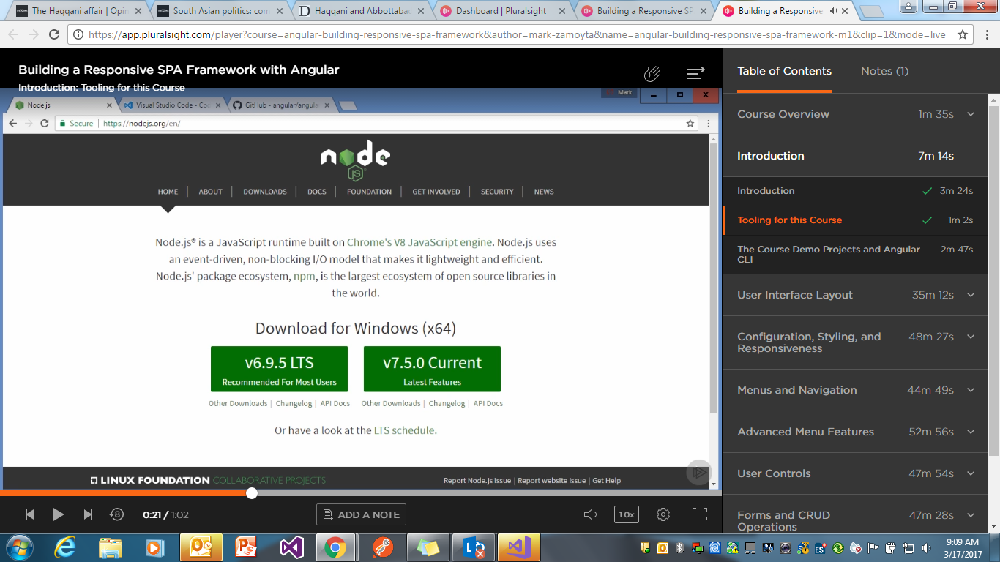 The Haqqani affair | Opin
South Asian politics: com
Haqqani and Abbottabad
Dashboard | Pluralsight
Building a Responsive SP
Building a Responsive
https://app.pluralsight.com/player?course=angular-building-responsive-spa-framework&author=mark-zamoyta&name=angular-building-responsive-spa-framework-m1&clip=1&mode=live
Building a Responsive SPA Framework with Angular
Introduction: Tooling for this Course
Mark
Node.js
Visual Studio Code - Cod
GitHub - angular/angula
Secure
https://nodejs.org/en/
node
JS
HOME
ABOUT
DOWNLOADS
DOCS
FOUNDATION
GET INVOLVED
SECURITY
NEWS
Node.js® is a JavaScript runtime built on Chrome's V8 JavaScript engine. Node.js uses
an event-driven, non-blocking I/O model that makes it lightweight and efficient.
Node.js' package ecosystem, npm, is the largest ecosystem of open source libraries in
the world.
Download for Windows (x64)
v6.9.5 LTS
Recommended For Most Users
v7.5.0 Current
Latest Features
Other Downloads | Changelog | API Docs
Other Downloads | Changelog | API Docs
Or have a look at the LTS schedule.
LINUX FOUNDATION COLLABORATIVE PROJECTS
Report Node.js issue | Report website issue | Get Help
8
0:21 / 1:02
ADD A NOTE
1.0x
Table of Contents
Notes (1)
Course Overview 1m 35s
Introduction 7m 14s
Introduction 3m 24s
Tooling for this Course 1m 2s
The Course Demo Projects and Angular 2m 47s
CLI
User Interface Layout 35m 12s
Configuration, Styling, and 48m 27s
Responsiveness
Menus and Navigation 44m 49s
Advanced Menu Features 52m 56s
User Controls 47m 54s
Forms and CRUD 47m 28s
Operations
9:09 AM
3/17/2017